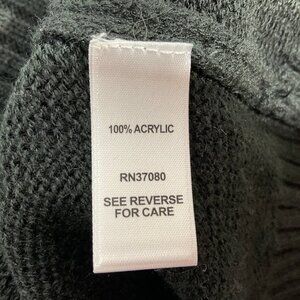 100% ACRYLIC
RN37080
SEE REVERSE
FOR CARE